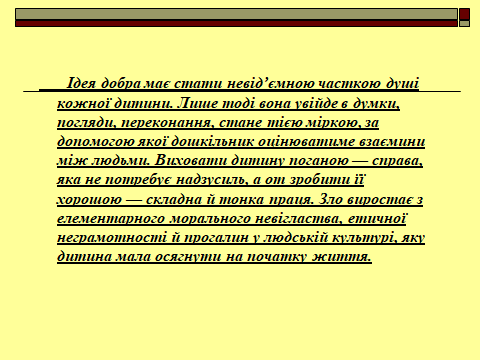 Ідея добра має стати невід’ємною часткою душі
кожної дитини. Лише тоді вона увійде в думки,
погляди, переконання, стане тією міркою, за
допомогою якої дошкільник оцінюватиме взаємини
між людьми. Виховати дитину поганою — справа,
яка не потребує надзусиль, а от зробити її
хорошою — складна й тонка праця. Зло виростає з
елементарного морального невігластва, етичної
неграмотності й прогалин у людській культурі, яку
дитина мала осягнути на початку життя.